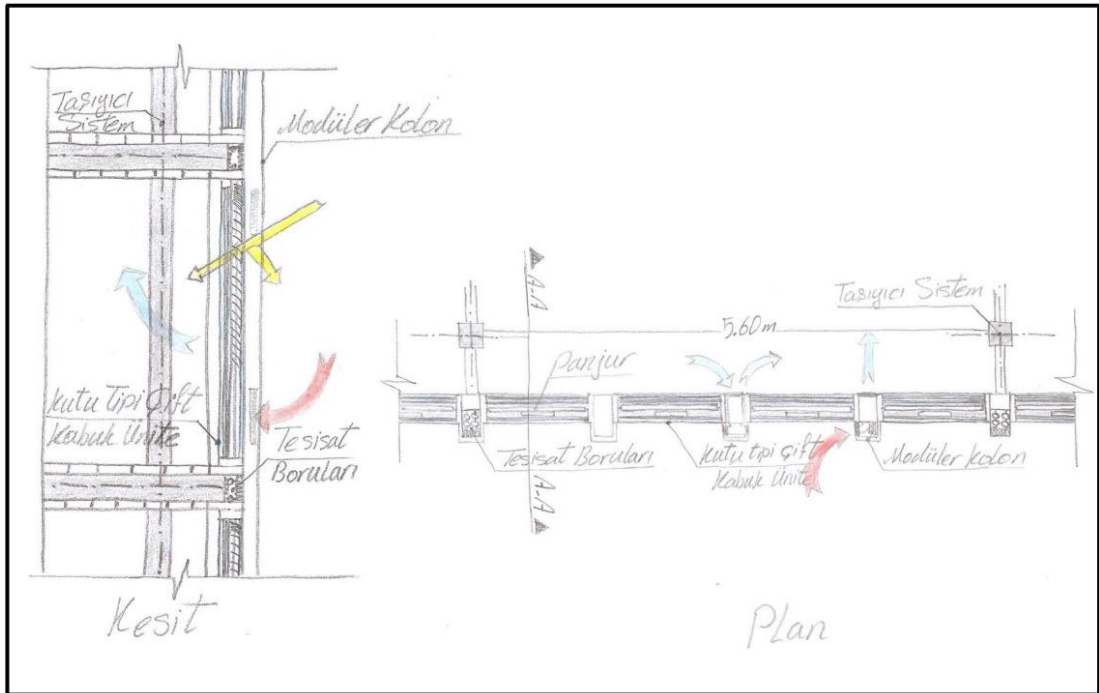 Taşıyıcı
Sistem
Modüler Kolon
Kutu tipi Çift
Kabuk Ünite
Tesisat
Boruları
Kesit
A-A
Taşıyıcı Sistem
5.60m
Panjur
Tesisat Boruları
Kutu tipi Çift
Kabuk Ünite
Modüler Kolon
A-A
Plan